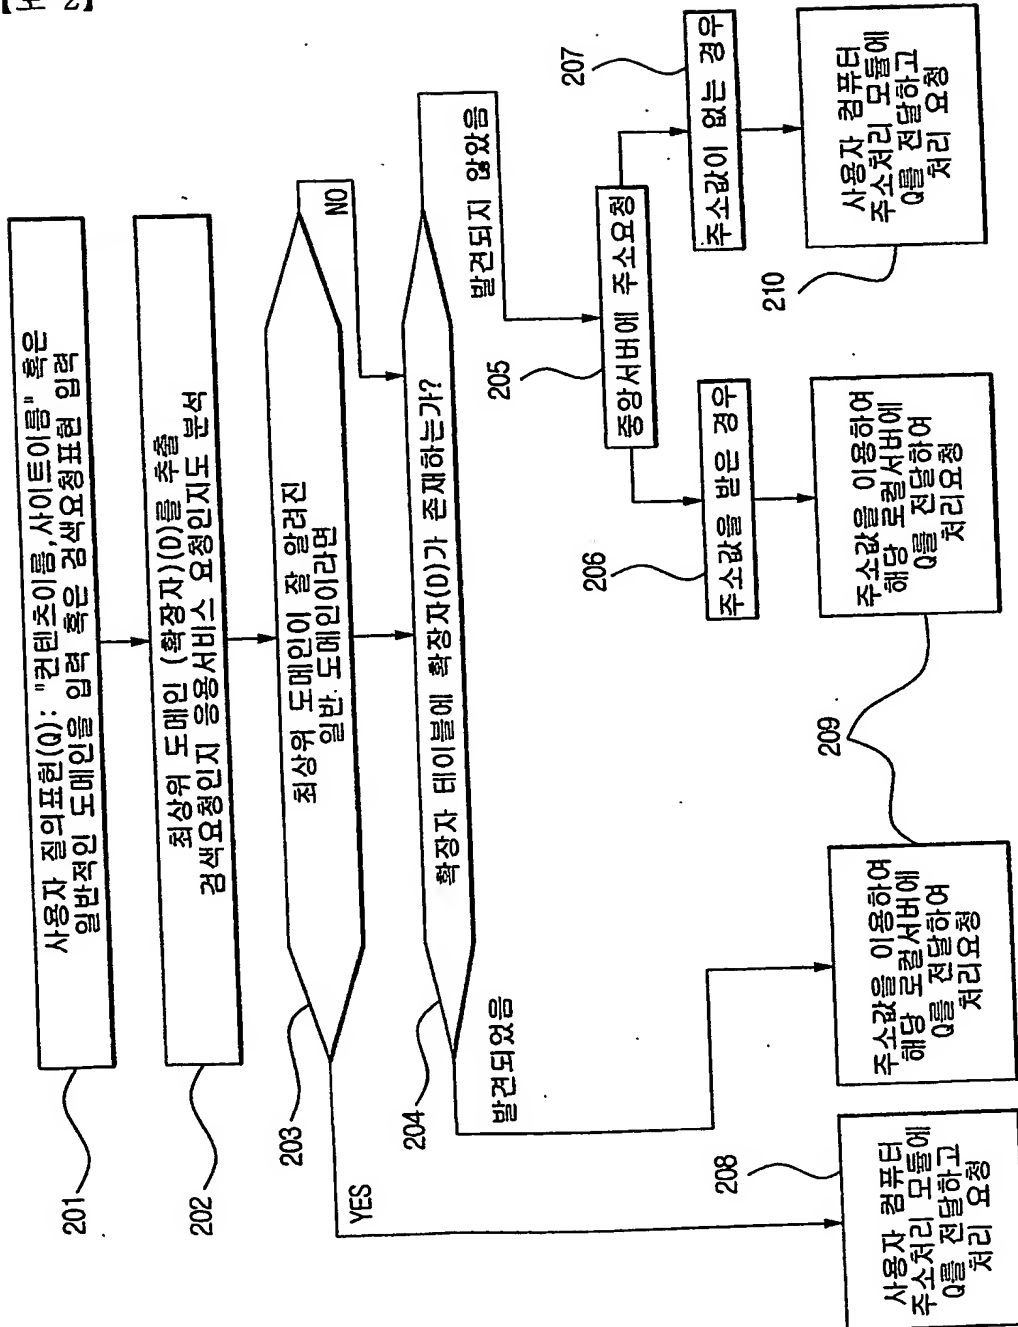 【도 2】
사용자 질의표현(Q): "컨텐츠이름,사이트이름" 혹은
일반적인 도메인을 입력 혹은 검색요청표현 입력
201
최상위 도메인 (확장자)(D)를 추출
검색요청인지 응용서비스 요청인지도 분석
202
최상위 도메인이 잘 알려진
일반 도메인이라면
203
NO
YES
확장자 테이블에 확장자(D)가 존재하는가?
204
발견되었음
발견되지 않았음
중앙서버에 주소요청
205
주소값을 받은 경우
206
주소값이 없는 경우
207
사용자 컴퓨터
주소처리 모듈에
Q를 전달하고
처리 요청
208
주소값을 이용하여
해당 로컬서버에
Q를 전달하여
처리요청
209
주소값을 이용하여
해당 로컬서버에
Q를 전달하여
처리요청
사용자 컴퓨터
주소처리 모듈에
Q를 전달하고
처리 요청
210